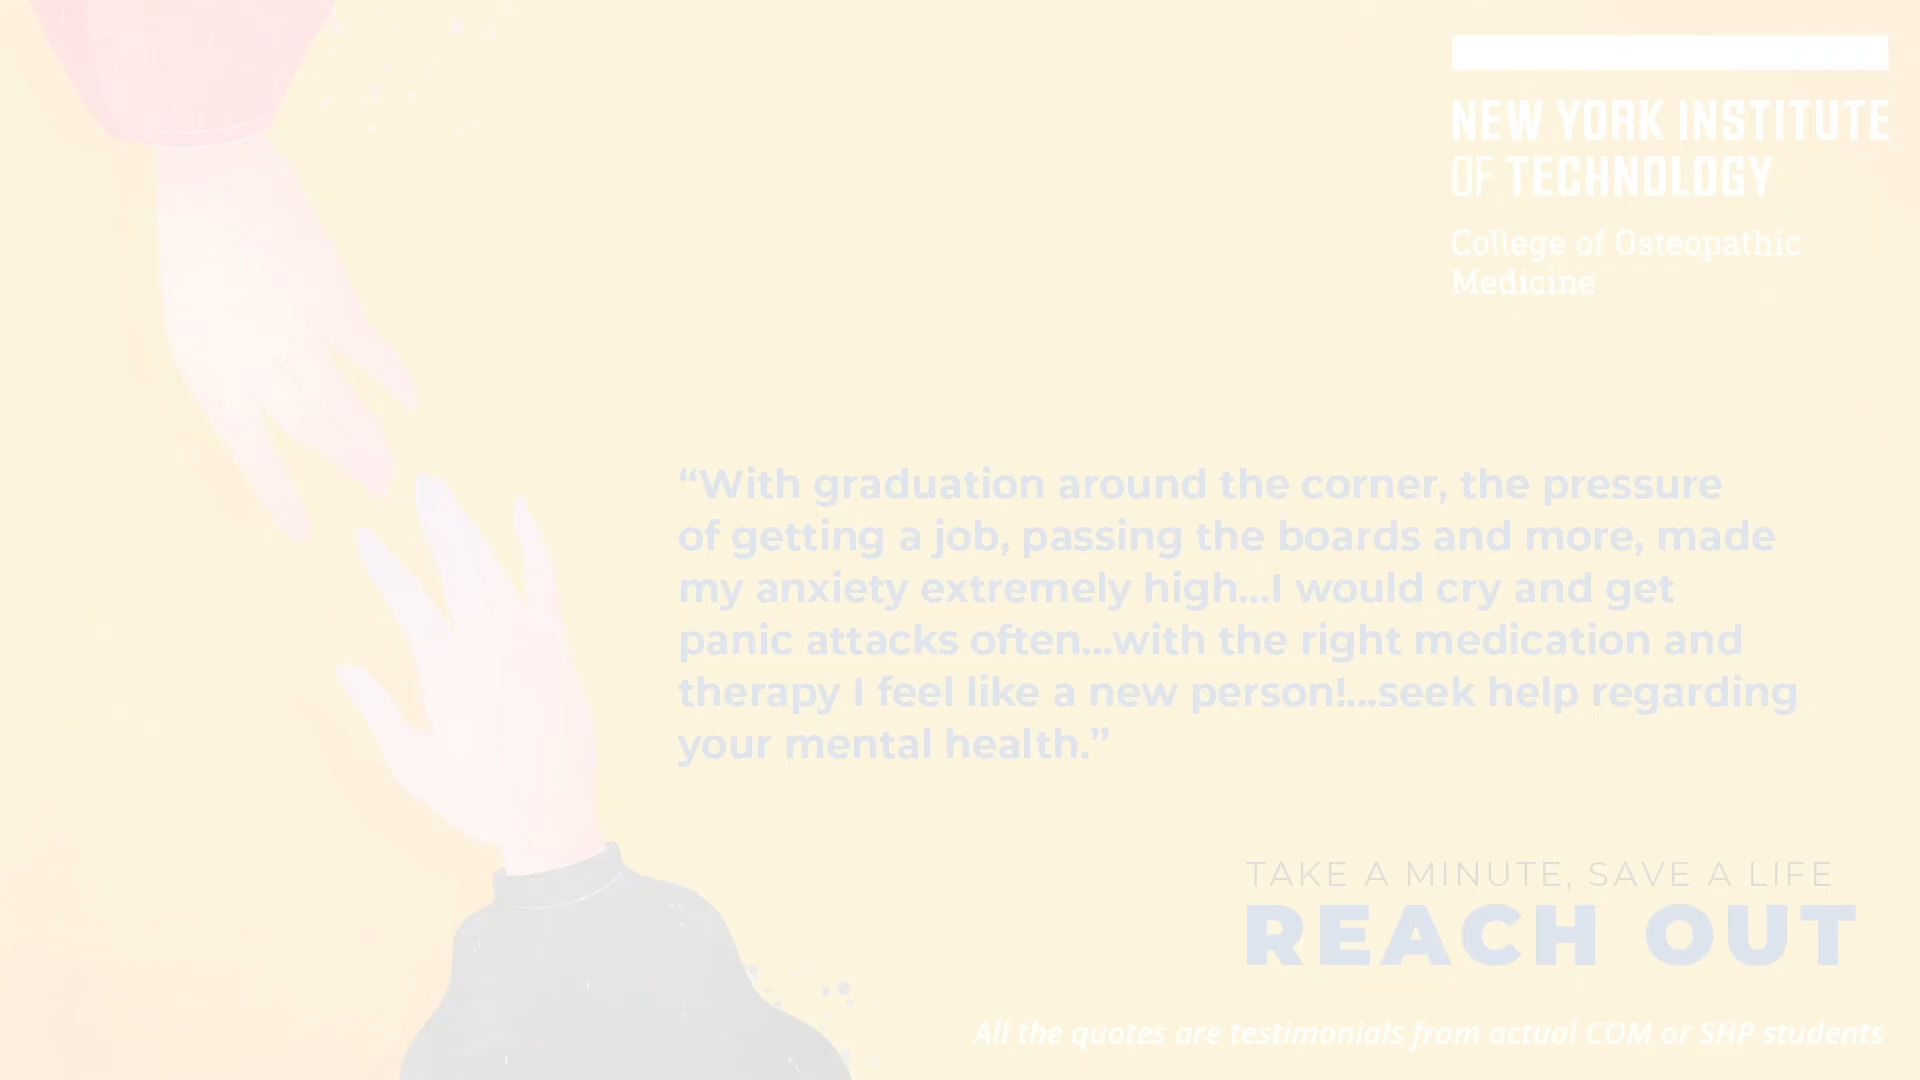 NEW YORK INSTITUTE
OF TECHNOLOGY
College of Osteopathic
Medicine
“With graduation around the corner, the pressure
of getting a job, passing the boards and more, made
my anxiety extremely high...I would cry and get
panic attacks often...with the right medication and
therapy I feel like a new person!...seek help regarding
your mental health.”
TAKE A MINUTE, SAVE A LIFE
REACH OUT
All the quotes are testimonials from actual COM or SHP students